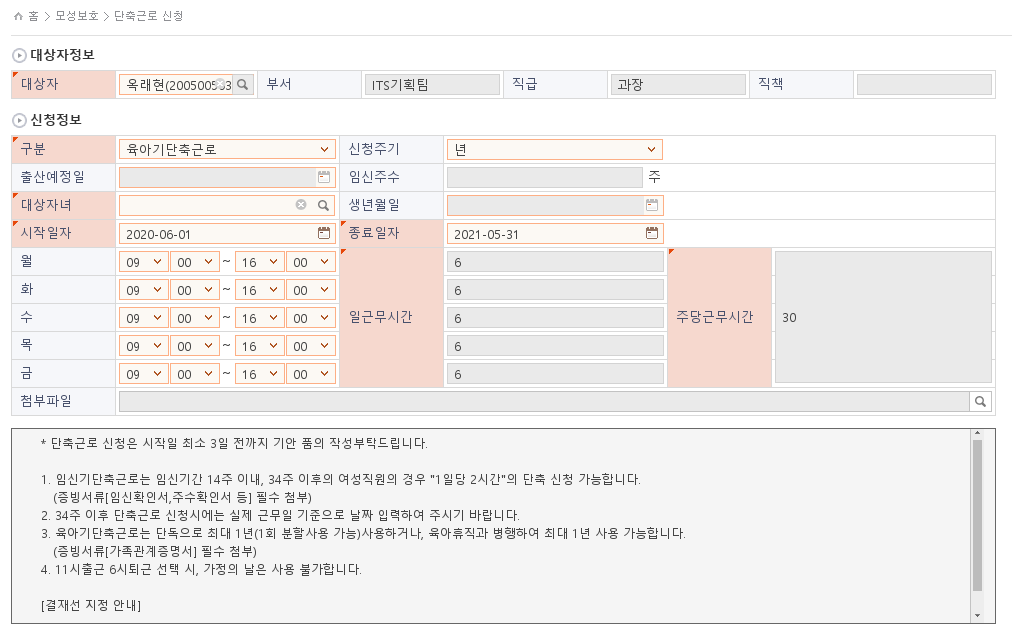 홈 > 모성보호 > 단축근로 신청
대상자정보
대상자 옥래현(200500503 부서 ITS기획팀 직급 과장 직책
신청정보
구분 육아기단축근로 신청주기 년
출산예정일 임신주수 주
대상자녀 생년월일
시작일자 2020-06-01 종료일자 2021-05-31
월 09 00 ~ 16 00 6
화 09 00 ~ 16 00 6
수 09 00 ~ 16 00 일근무시간 6 주당근무시간 30
목 09 00 ~ 16 00 6
금 09 00 ~ 16 00 6
첨부파일
* 단축근로 신청은 시작일 최소 3일 전까지 기안 품의 작성부탁드립니다.
1. 임신기단축근로는 임신기간 14주 이내, 34주 이후의 여성직원의 경우 "1일당 2시간"의 단축 신청 가능합니다.
(증빙서류[임신확인서,주수확인서 등] 필수 첨부)
2. 34주 이후 단축근로 신청시에는 실제 근무일 기준으로 날짜 입력하여 주시기 바랍니다.
3. 육아기단축근로는 단독으로 최대 1년(1회 분할사용 가능)사용하거나, 육아휴직과 병행하여 최대 1년 사용 가능합니다.
(증빙서류[가족관계증명서] 필수 첨부)
4. 11시출근 6시퇴근 선택 시, 가정의 날은 사용 불가합니다.
[결재선 지정 안내]